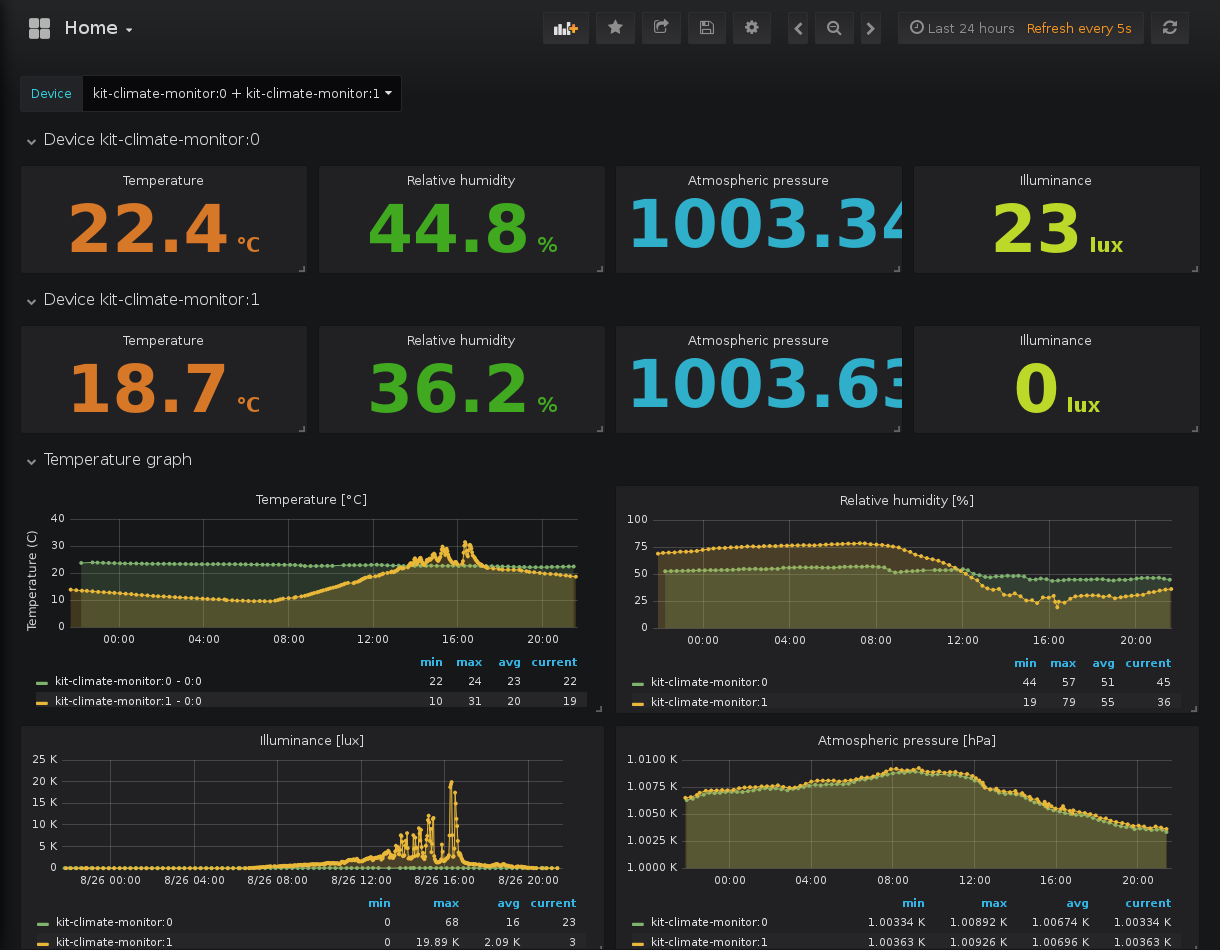 Home
Last 24 hours Refresh every 5s
Device kit-climate-monitor:0 + kit-climate-monitor:1
Device kit-climate-monitor:0
Temperature Relative humidity Atmospheric pressure Illuminance
22.4 °C 44.8 % 1003.34 23 lux
Device kit-climate-monitor:1
Temperature Relative humidity Atmospheric pressure Illuminance
18.7 °C 36.2 % 1003.63 0 lux
Temperature graph
Temperature [°C]
Temperature (C)
40
30
20
10
0
00:00 04:00 08:00 12:00 16:00 20:00
min max avg current
kit-climate-monitor:0 - 0:0 22 24 23 22
kit-climate-monitor:1 - 0:0 10 31 20 19
Relative humidity [%]
100
75
50
25
0
00:00 04:00 08:00 12:00 16:00 20:00
min max avg current
kit-climate-monitor:0 44 57 51 45
kit-climate-monitor:1 19 79 55 36
Illuminance [lux]
25 K
20 K
15 K
10 K
5 K
0
8/26 00:00 8/26 04:00 8/26 08:00 8/26 12:00 8/26 16:00 8/26 20:00
min max avg current
kit-climate-monitor:0 0 68 16 23
kit-climate-monitor:1 0 19.89 K 2.09 K 3
Atmospheric pressure [hPa]
1.0100 K
1.0075 K
1.0050 K
1.0025 K
1.0000 K
00:00 04:00 08:00 12:00 16:00 20:00
min max avg current
kit-climate-monitor:0 1.00334 K 1.00892 K 1.00674 K 1.00334 K
kit-climate-monitor:1 1.00363 K 1.00926 K 1.00696 K 1.00363 K